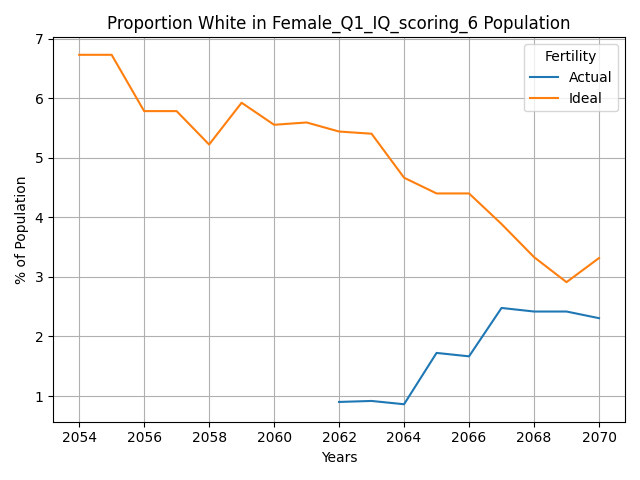 Proportion White in Female_Q1_IQ_scoring_6 Population
7
6
5
4
3
2
1
% of Population
Fertility
Actual
Ideal
2054 2056 2058 2060 2062 2064 2066 2068 2070
Years